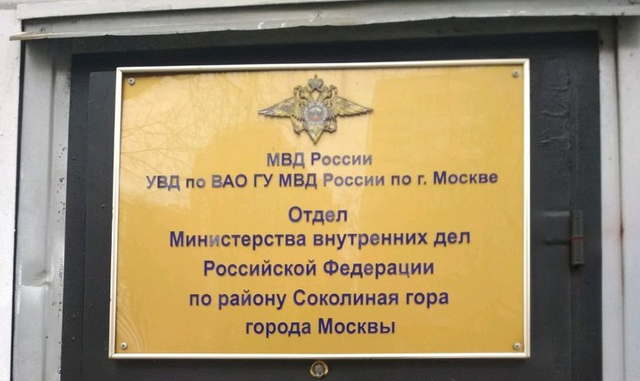 МВД России
УВД по ВАО ГУ МВД России по г. Москве
Отдел
Министерства внутренних дел
Российской Федерации
по району Соколиная гора
города Москвы